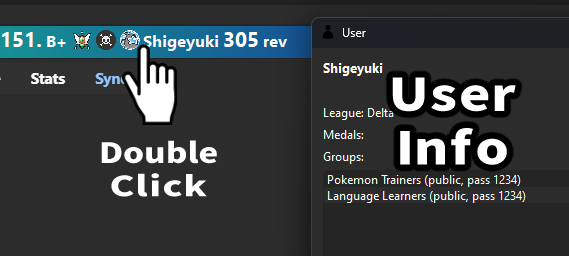 151. B+ Shigeyuki 305 rev
Stats Sync
Double
Click
User
Shigeyuki
User
Info
League: Delta
Medals:
Groups:
Pokemon Trainers (public, pass 1234)
Language Learners (public, pass 1234)